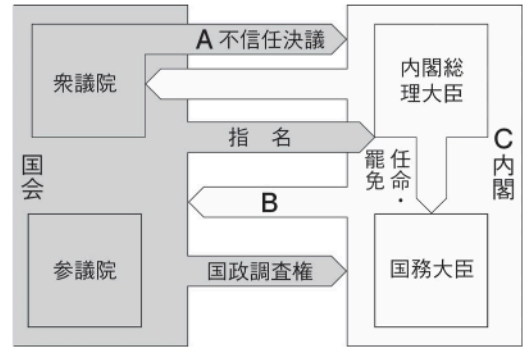 A 不信任決議
衆議院
内閣総
理大臣
指 名
国会
C 内閣
任命・
罷免
B
参議院
国政調査権
国務大臣